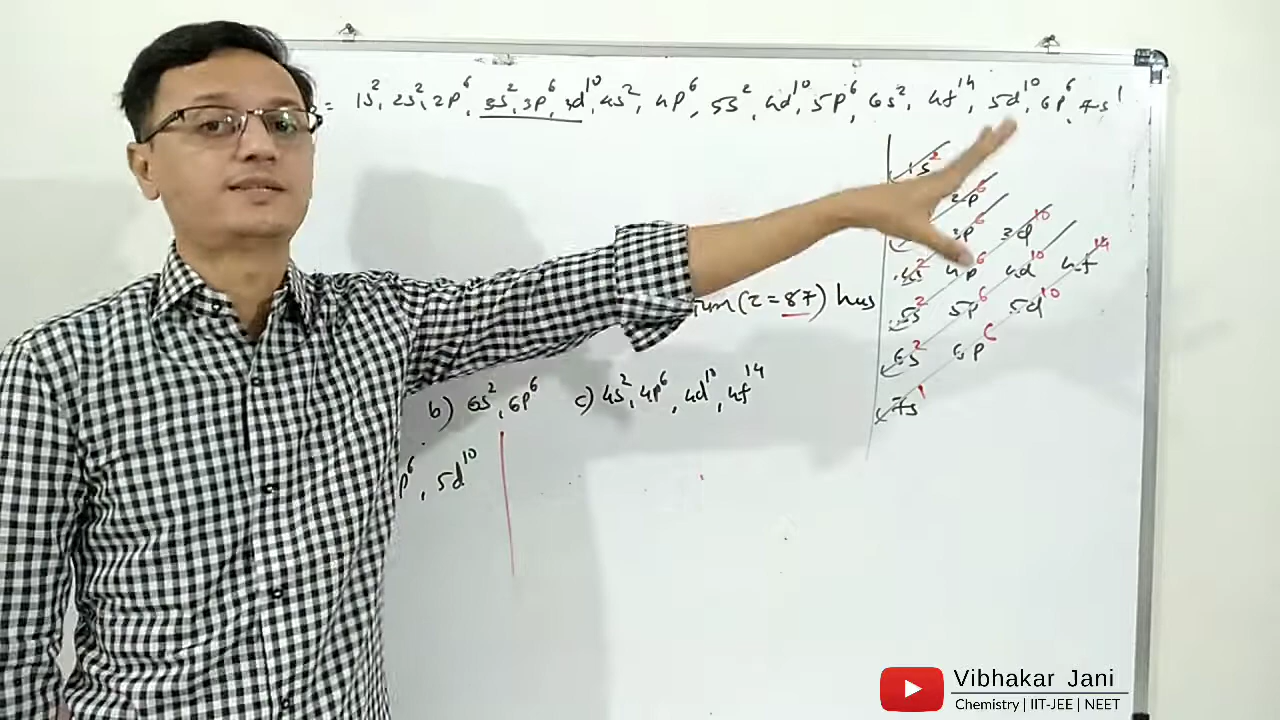 = 1s², 2s², 2p⁶, 3s², 3p⁶, 3d¹⁰, 4s², 4p⁶, 5s², 4d¹⁰, 5p⁶, 6s², 4f¹⁴, 5d¹⁰, 6p⁶, 7s¹
1s²
2p⁶
3p⁶ 3d¹⁰
4s² 4p⁶ 4d¹⁰ 4f¹⁴
(z = 87) has
5s² 5p⁶ 5d¹⁰
6s² 6p⁶
b) 6s², 6p⁶ c) 4s², 4p⁶, 4d¹⁰, 4f¹⁴
7s¹
p⁶, 5d¹⁰
Vibhakar Jani
Chemistry | IIT-JEE | NEET